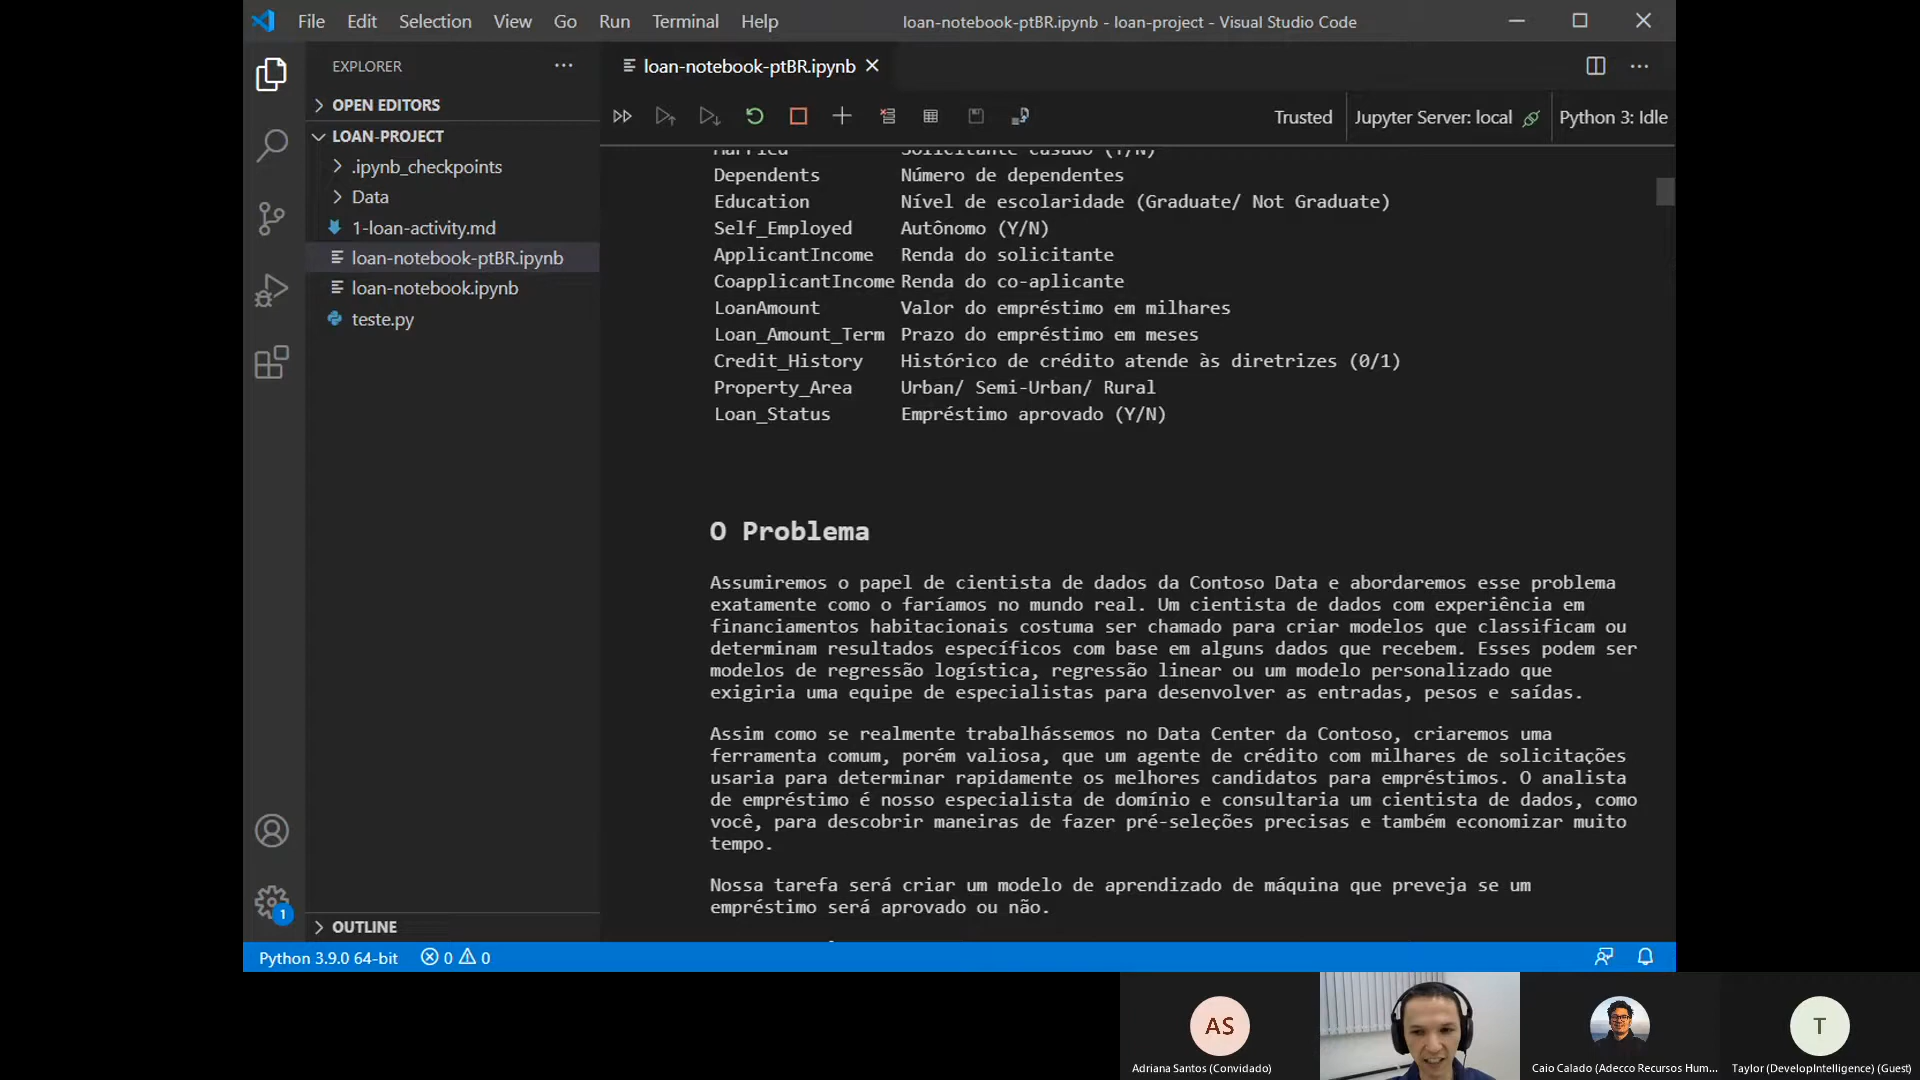 File Edit Selection View Go Run Terminal Help
loan-notebook-ptBR.ipynb - loan-project - Visual Studio Code
EXPLORER
OPEN EDITORS
LOAN-PROJECT
.ipynb_checkpoints
Data
1-loan-activity.md
loan-notebook-ptBR.ipynb
loan-notebook.ipynb
teste.py
OUTLINE
loan-notebook-ptBR.ipynb
Trusted Jupyter Server: local Python 3: Idle
Married Solicitante casado (Y/N)
Dependents Número de dependentes
Education Nível de escolaridade (Graduate/ Not Graduate)
Self_Employed Autônomo (Y/N)
ApplicantIncome Renda do solicitante
CoapplicantIncome Renda do co-aplicante
LoanAmount Valor do empréstimo em milhares
Loan_Amount_Term Prazo do empréstimo em meses
Credit_History Histórico de crédito atende às diretrizes (0/1)
Property_Area Urban/ Semi-Urban/ Rural
Loan_Status Empréstimo aprovado (Y/N)
O Problema
Assumiremos o papel de cientista de dados da Contoso Data e abordaremos esse problema
exatamente como o faríamos no mundo real. Um cientista de dados com experiência em
financiamentos habitacionais costuma ser chamado para criar modelos que classificam ou
determinam resultados específicos com base em alguns dados que recebem. Esses podem ser
modelos de regressão logística, regressão linear ou um modelo personalizado que
exigiria uma equipe de especialistas para desenvolver as entradas, pesos e saídas.
Assim como se realmente trabalhássemos no Data Center da Contoso, criaremos uma
ferramenta comum, porém valiosa, que um agente de crédito com milhares de solicitações
usaria para determinar rapidamente os melhores candidatos para empréstimos. O analista
de empréstimo é nosso especialista de domínio e consultaria um cientista de dados, como
você, para descobrir maneiras de fazer pré-seleções precisas e também economizar muito
tempo.
Nossa tarefa será criar um modelo de aprendizado de máquina que preveja se um
empréstimo será aprovado ou não.
1
Python 3.9.0 64-bit 0 0
AS
T
Adriana Santos (Convidado)
Caio Calado (Adecco Recursos Hum...
Taylor (DevelopIntelligence) (Guest)